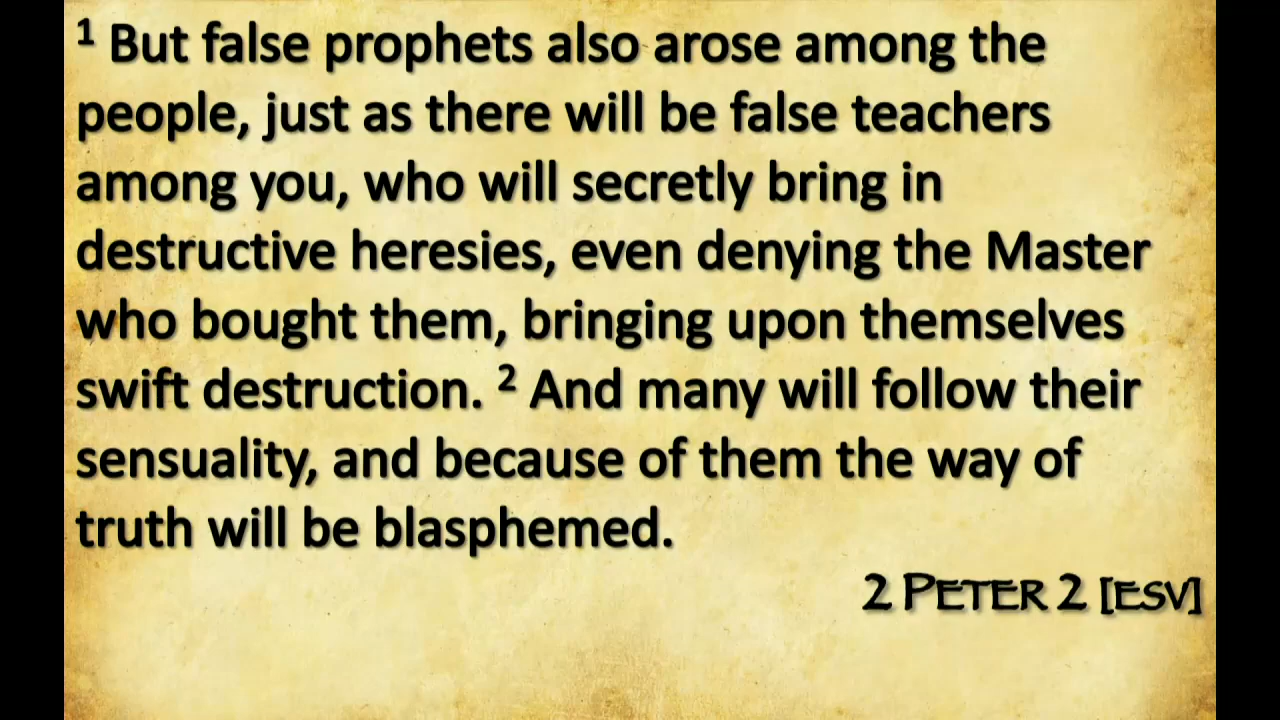 ¹ But false prophets also arose among the
people, just as there will be false teachers
among you, who will secretly bring in
destructive heresies, even denying the Master
who bought them, bringing upon themselves
swift destruction. ² And many will follow their
sensuality, and because of them the way of
truth will be blasphemed.
2 PETER 2 [ESV]